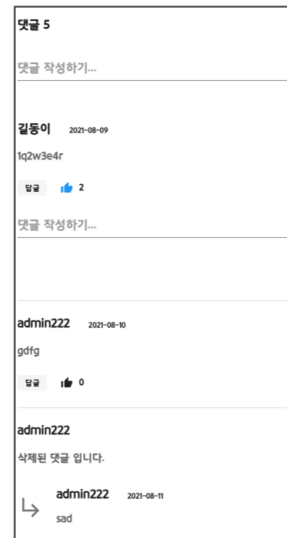 댓글 5
댓글 작성하기...
길동이 2021-08-09
1q2w3e4r
답글 2
댓글 작성하기...
admin222 2021-08-10
gdfg
답글 0
admin222
삭제된 댓글 입니다.
admin222 2021-08-11
sad